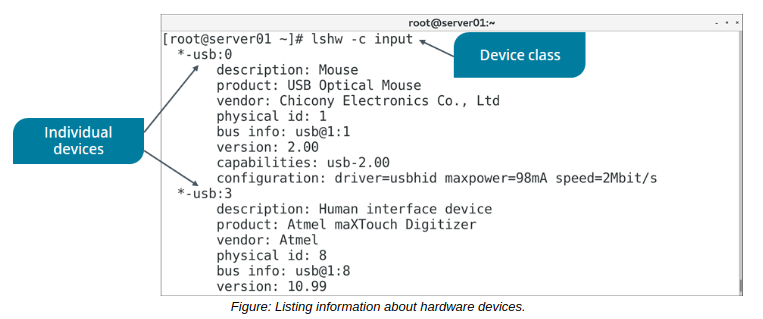 root@server01:~
[root@server01 ~]# lshw -c input
Device class
*-usb:0
description: Mouse
product: USB Optical Mouse
vendor: Chicony Electronics Co., Ltd
physical id: 1
bus info: usb@1:1
Individual
devices
version: 2.00
capabilities: usb-2.00
configuration: driver=usbhid maxpower=98mA speed=2Mbit/s
*-usb:3
description: Human interface device
product: Atmel maXTouch Digitizer
vendor: Atmel
physical id: 8
bus info: usb@1:8
version: 10.99
Figure: Listing information about hardware devices.